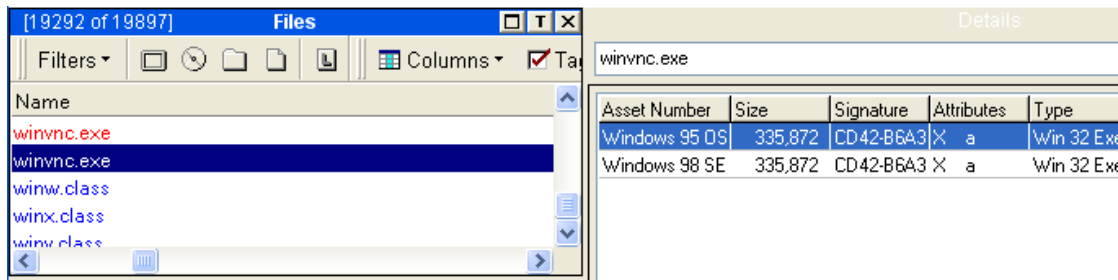 [19292 of 19897] Files T X
Filters L Columns Ta
Name
winvnc.exe
winvnc.exe
winw.class
winx.class
winy.class
Details
winvnc.exe
Asset Number Size Signature Attributes Type
Windows 95 OS 335,872 CD42-B6A3 X a Win 32 Exe
Windows 98 SE 335,872 CD42-B6A3 X a Win 32 Exe